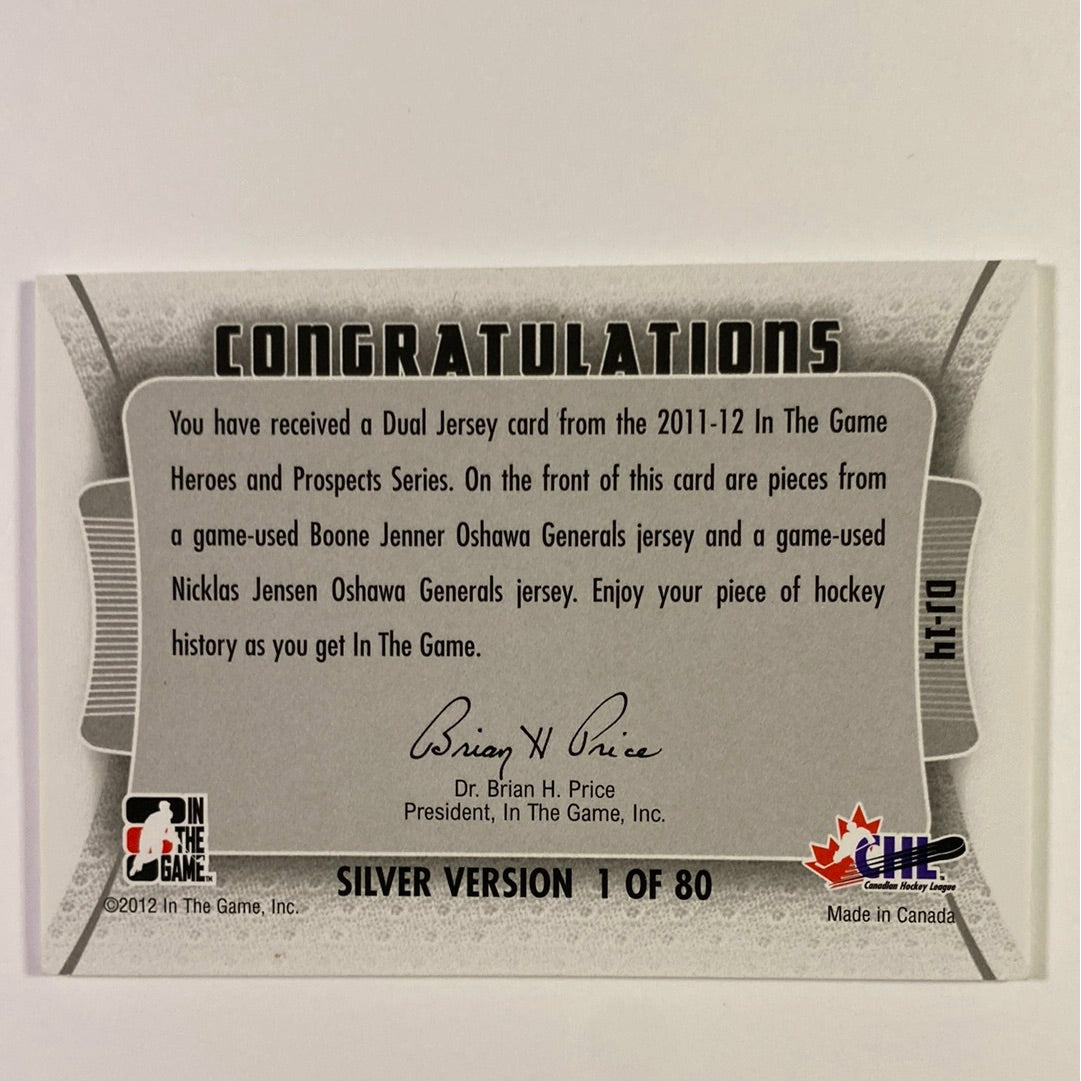 CONGRATULATIONS
You have received a Dual Jersey card from the 2011-12 In The Game
Heroes and Prospects Series. On the front of this card are pieces from
a game-used Boone Jenner Oshawa Generals jersey and a game-used
Nicklas Jensen Oshawa Generals jersey. Enjoy your piece of hockey
history as you get In The Game.
DJ-14
Brian H Price
Dr. Brian H. Price
President, In The Game, Inc.
IN
THE
GAME™
CHL™
Canadian Hockey League
SILVER VERSION 1 OF 80
©2012 In The Game, Inc.
Made in Canada